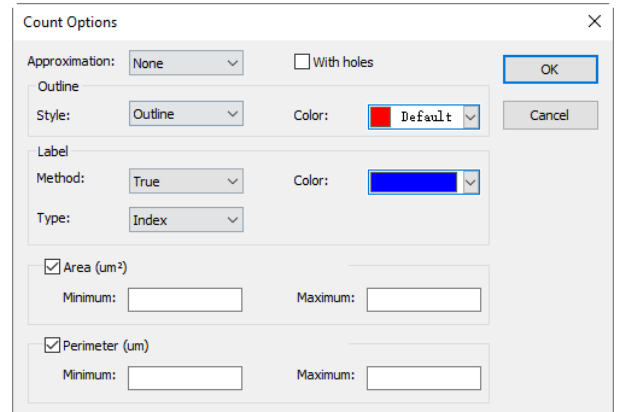 Count Options
Approximation: None With holes OK
Outline
Style: Outline Color: Default Cancel
Label
Method: True Color:
Type: Index
Area (um²)
Minimum: Maximum:
Perimeter (um)
Minimum: Maximum: